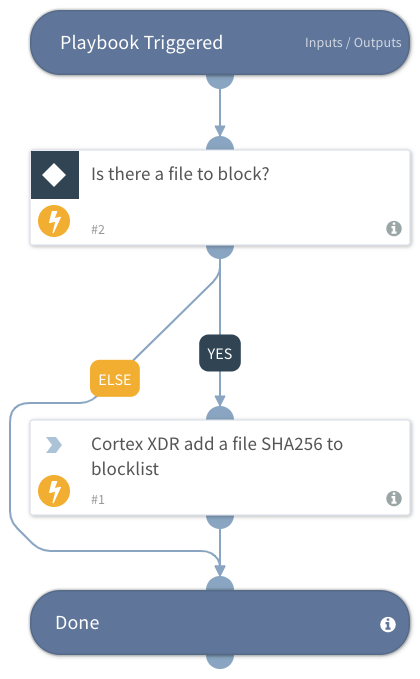 Playbook Triggered
Inputs / Outputs
Is there a file to block?
#2
YES
ELSE
Cortex XDR add a file SHA256 to
blocklist
#1
Done